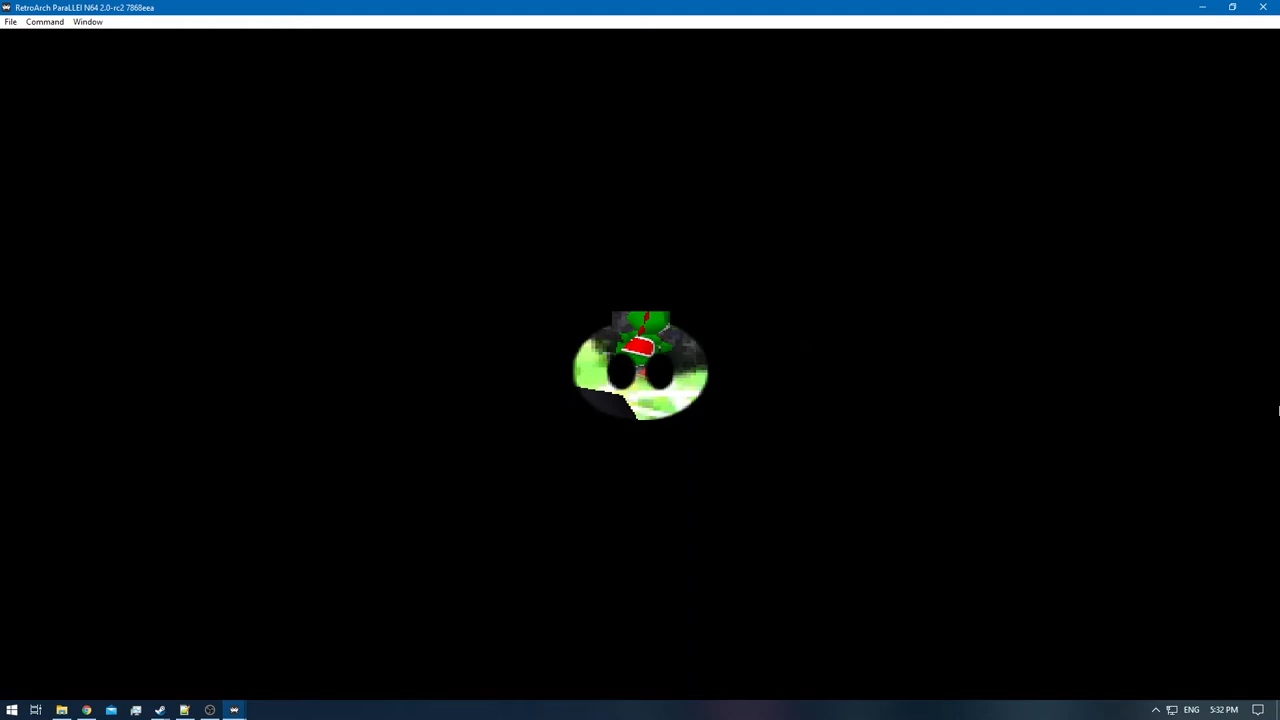 RetroArch ParaLLEl N64 2.0-rc2 7868eea
File Command Window
ENG 5:32 PM